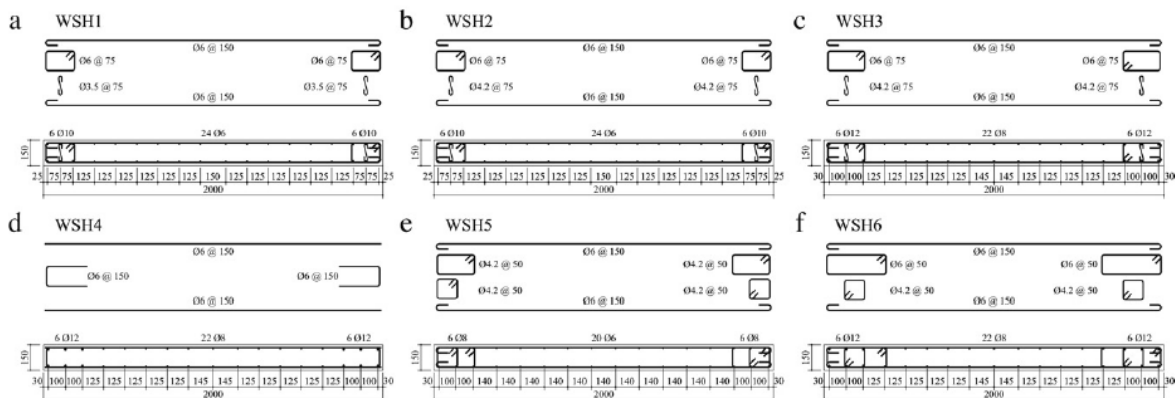 a WSH1
Ø6 @ 150
Ø6 @ 75 Ø6 @ 75
Ø3.5 @ 75 Ø3.5 @ 75
Ø6 @ 150
6 Ø10 24 Ø6 6 Ø10
150
25 75 75 125 125 125 125 125 125 150 125 125 125 125 125 125 75 75 25
2000
b WSH2
Ø6 @ 150
Ø6 @ 75 Ø6 @ 75
Ø4.2 @ 75 Ø4.2 @ 75
Ø6 @ 150
6 Ø10 24 Ø6 6 Ø10
150
25 75 75 125 125 125 125 125 125 150 125 125 125 125 125 125 75 75 25
2000
c WSH3
Ø6 @ 150
Ø6 @ 75 Ø6 @ 75
Ø4.2 @ 75 Ø4.2 @ 75
Ø6 @ 150
6 Ø12 22 Ø8 6 Ø12
150
30 100 100 125 125 125 125 125 145 145 125 125 125 125 125 100 100 30
2000
d WSH4
Ø6 @ 150
Ø6 @ 150 Ø6 @ 150
Ø6 @ 150
6 Ø12 22 Ø8 6 Ø12
150
30 100 100 125 125 125 125 125 145 145 125 125 125 125 125 100 100 30
2000
e WSH5
Ø6 @ 150
Ø4.2 @ 50 Ø4.2 @ 50
Ø4.2 @ 50 Ø4.2 @ 50
Ø6 @ 150
6 Ø8 20 Ø6 6 Ø8
150
30 100 100 140 140 140 140 140 140 140 140 140 140 140 100 100 30
2000
f WSH6
Ø6 @ 150
Ø6 @ 50 Ø6 @ 50
Ø4.2 @ 50 Ø4.2 @ 50
Ø6 @ 150
6 Ø12 22 Ø8 6 Ø12
150
30 100 100 125 125 125 125 125 145 145 125 125 125 125 125 100 100 30
2000